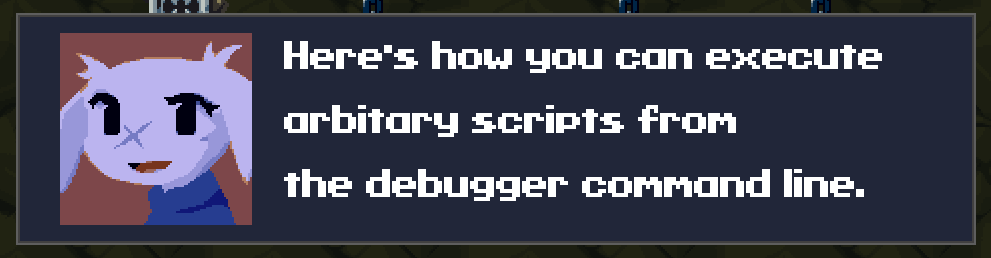 Here's how you can execute
arbitary scripts from
the debugger command line.